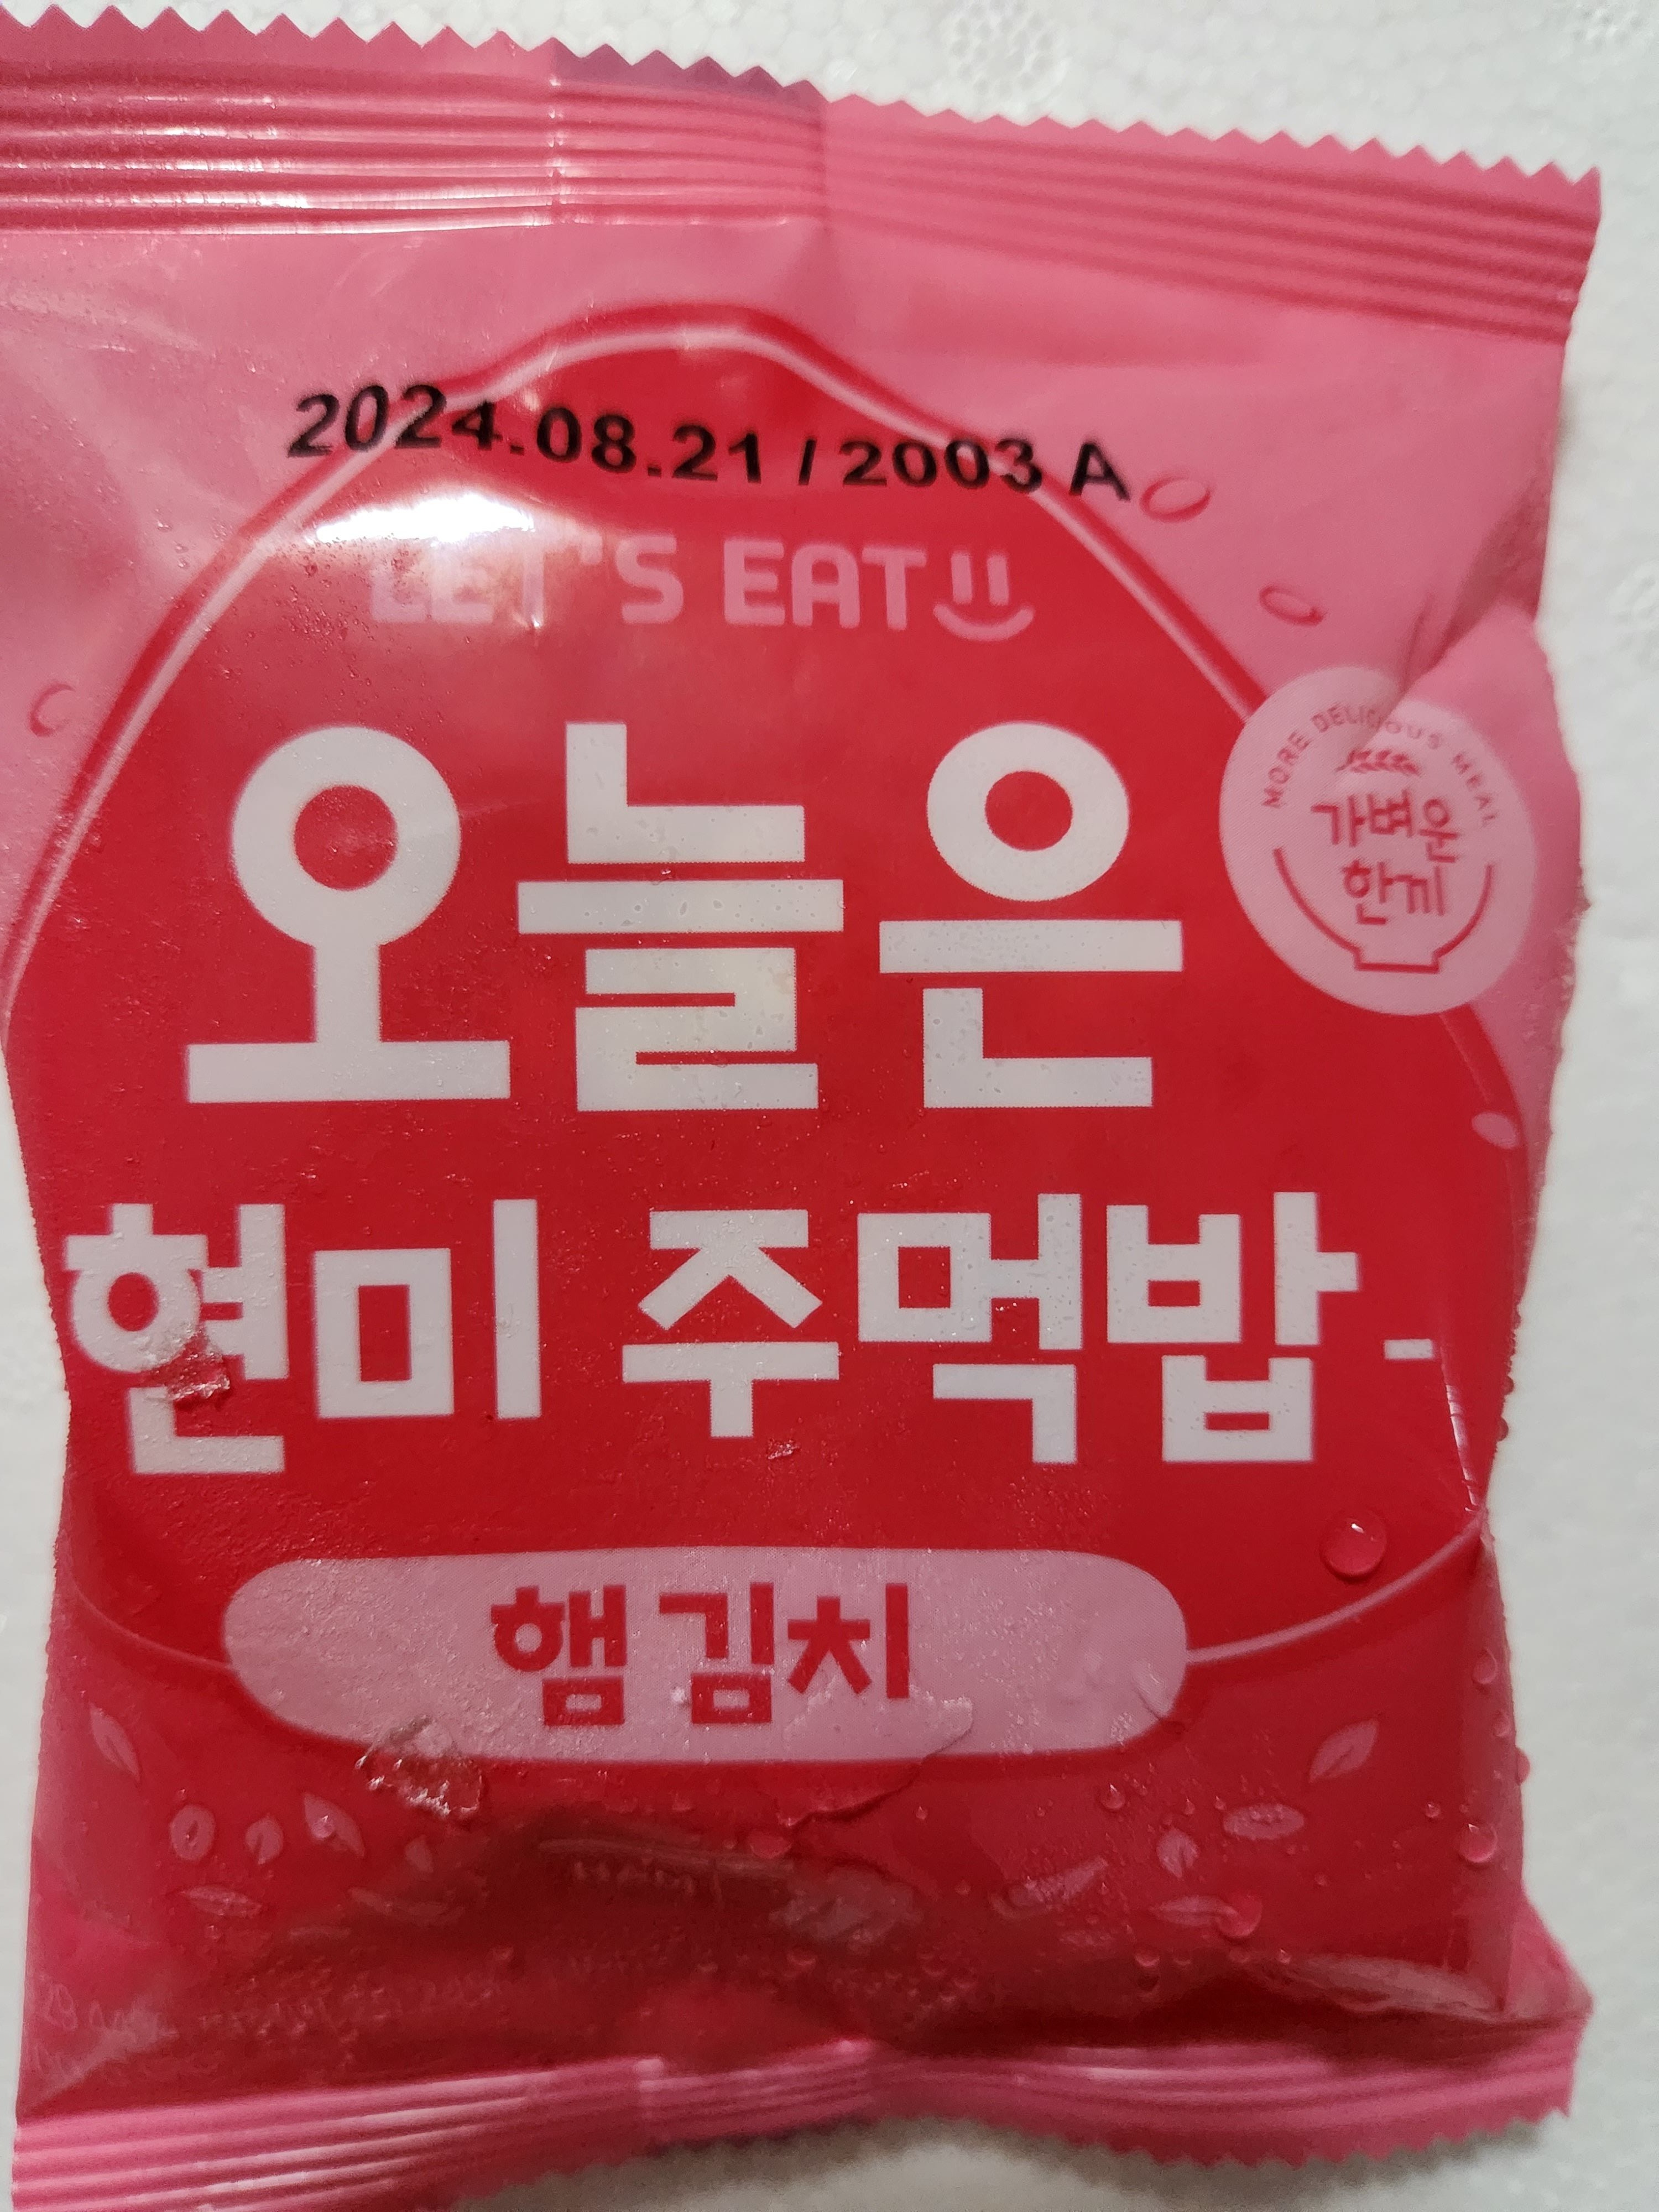 2024.08.21 / 2003 A
LET'S EAT
MORE DELICIOUS MEAL
가벼운
한끼
오늘은
현미 주먹밥-
햄 김치